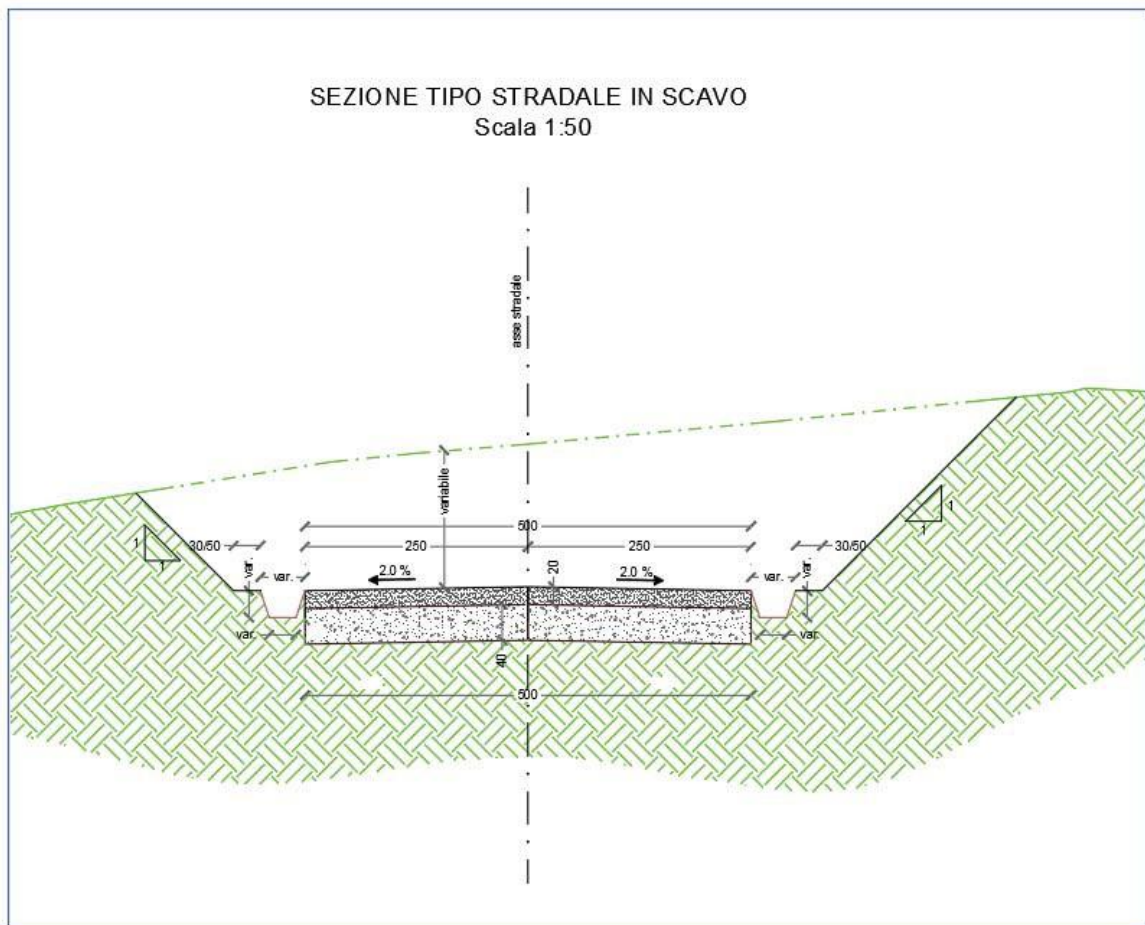 SEZIONE TIPO STRADALE IN SCAVO
Scala 1:50
asse stradale
variabile
500
1
1
30/50
250
250
30/50
1
1
var.
var.
2.0 %
20
2.0 %
var.
var.
var.
40
var.
500